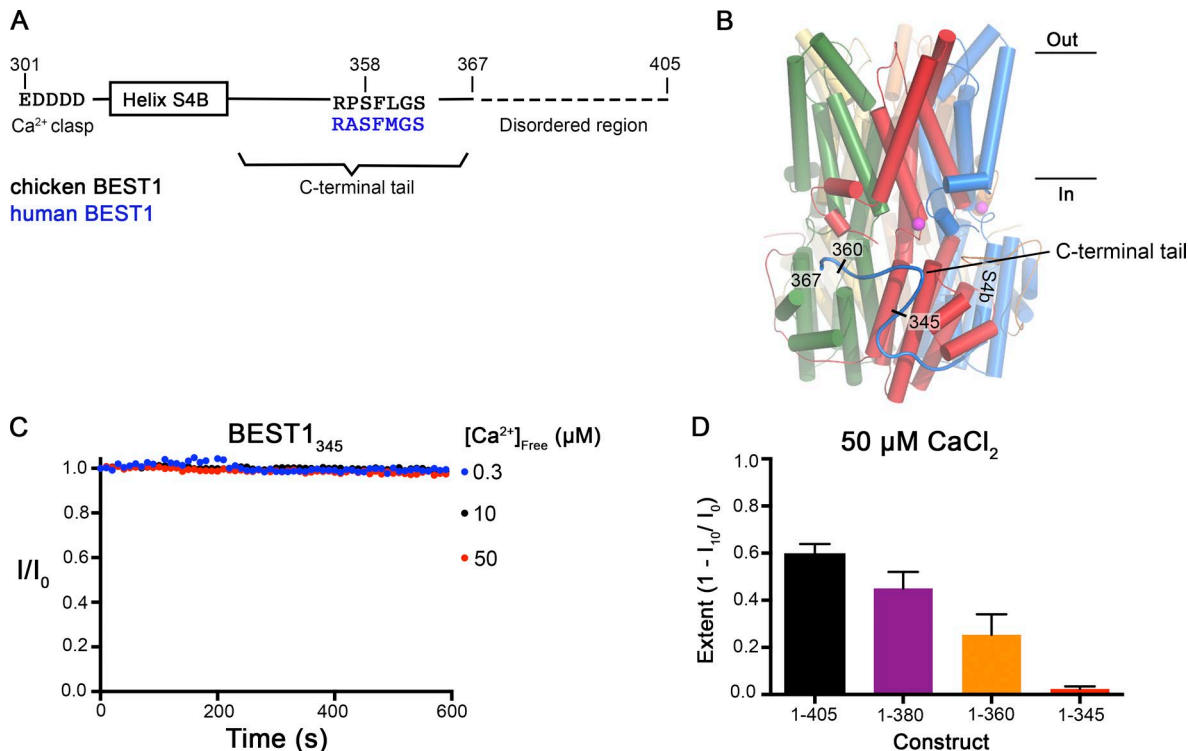 A
301
358
367
405
EDDDD
Helix S4B
RPSFLGS
RASFMGS
Ca²⁺ clasp
Disordered region
C-terminal tail
chicken BEST1
human BEST1
B
Out
In
C-terminal tail
360
367
S4b
345
C
BEST1₃₄₅
[Ca²⁺]Free (µM)
0.3
10
50
I/I₀
1.0
0.8
0.6
0.4
0.2
0.0
0
200
400
600
Time (s)
D
50 µM CaCl₂
Extent (1 - I₁₀/ I₀)
1.0
0.8
0.6
0.4
0.2
0.0
1-405
1-380
1-360
1-345
Construct